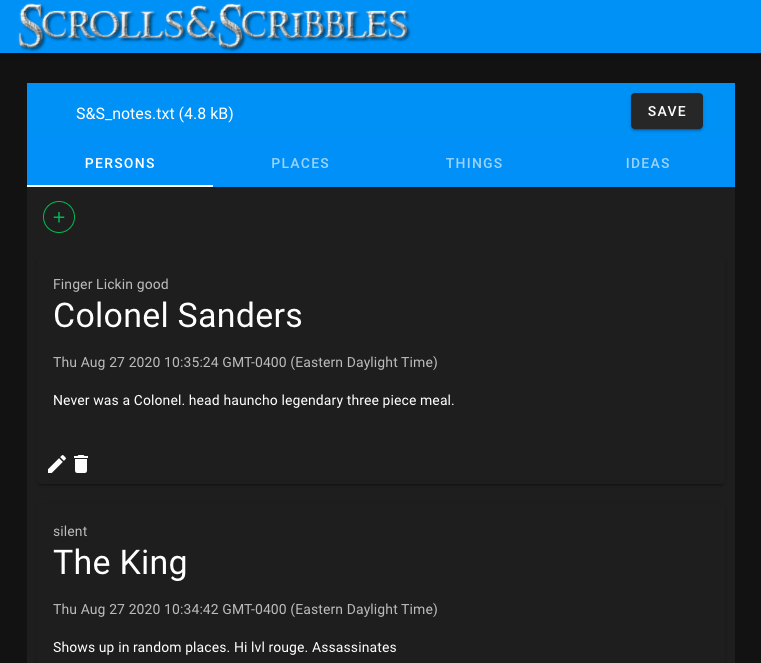 Scrolls&Scribbles
S&S_notes.txt (4.8 kB)
SAVE
PERSONS PLACES THINGS IDEAS
Finger Lickin good
Colonel Sanders
Thu Aug 27 2020 10:35:24 GMT-0400 (Eastern Daylight Time)
Never was a Colonel. head hauncho legendary three piece meal.
silent
The King
Thu Aug 27 2020 10:34:42 GMT-0400 (Eastern Daylight Time)
Shows up in random places. Hi lvl rouge. Assassinates